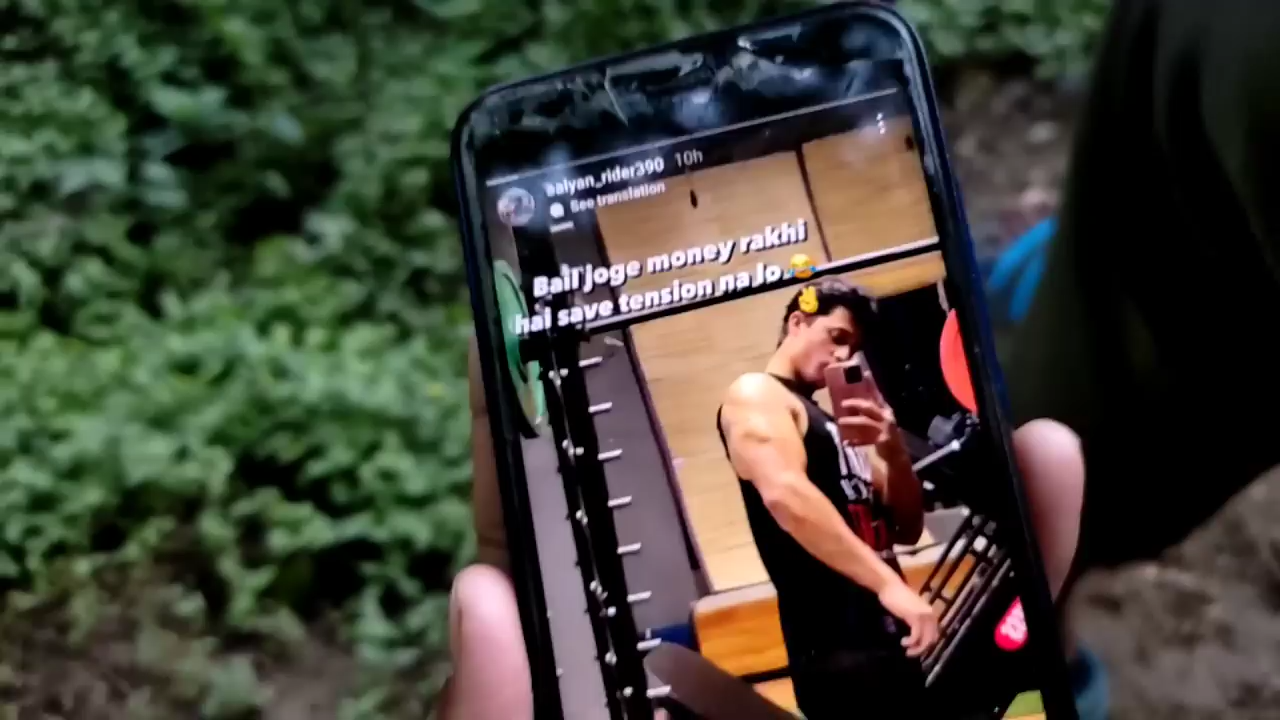 aalyan_rider390 10h
See translation
Bail joge money rakhi
hai save tension na lo 😂